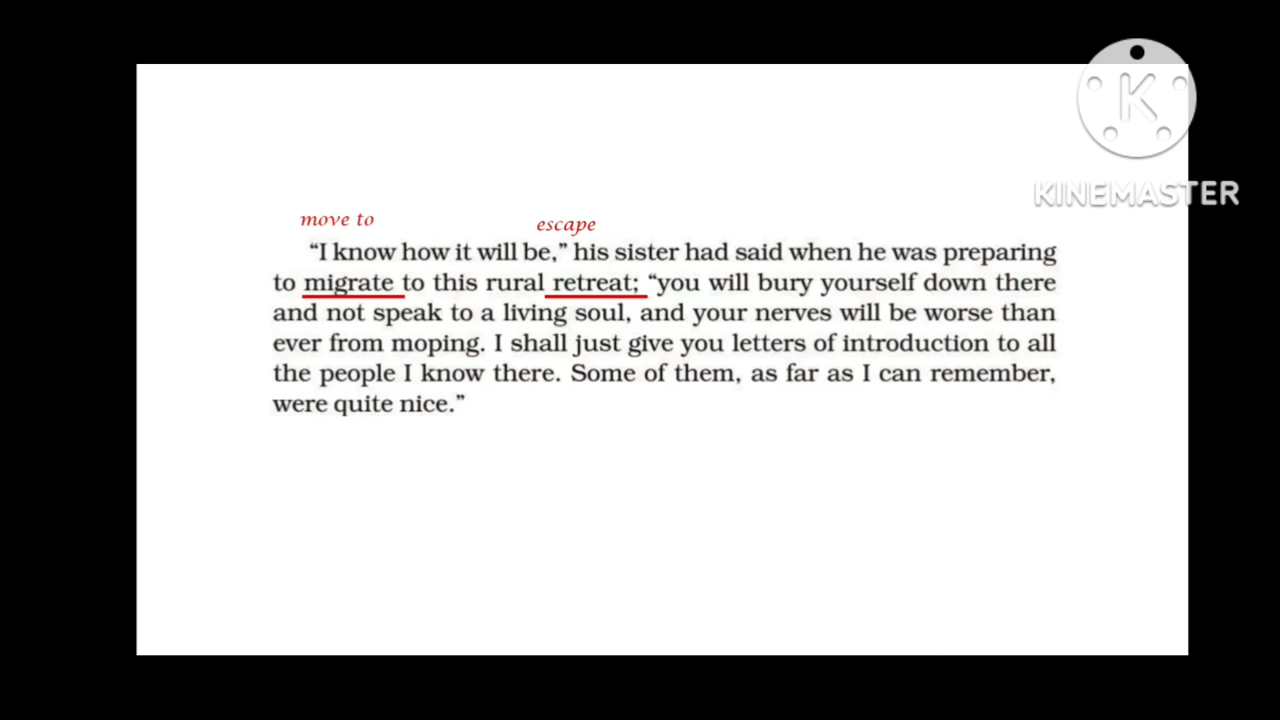 K
KINEMASTER
move to
escape
“I know how it will be,” his sister had said when he was preparing
to migrate to this rural retreat; “you will bury yourself down there
and not speak to a living soul, and your nerves will be worse than
ever from moping. I shall just give you letters of introduction to all
the people I know there. Some of them, as far as I can remember,
were quite nice.”